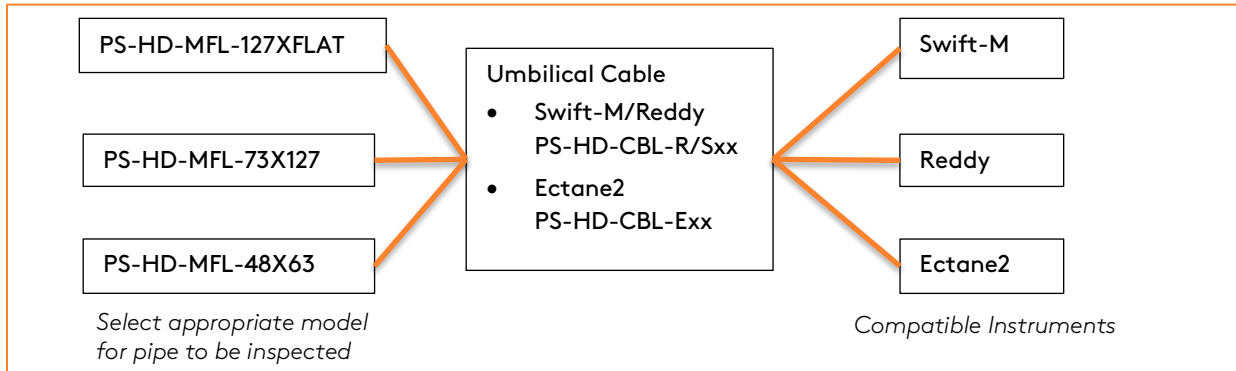 PS-HD-MFL-127XFLAT
PS-HD-MFL-73X127
PS-HD-MFL-48X63
Select appropriate model
for pipe to be inspected
Umbilical Cable
• Swift-M/Reddy
PS-HD-CBL-R/Sxx
• Ectane2
PS-HD-CBL-Exx
Swift-M
Reddy
Ectane2
Compatible Instruments